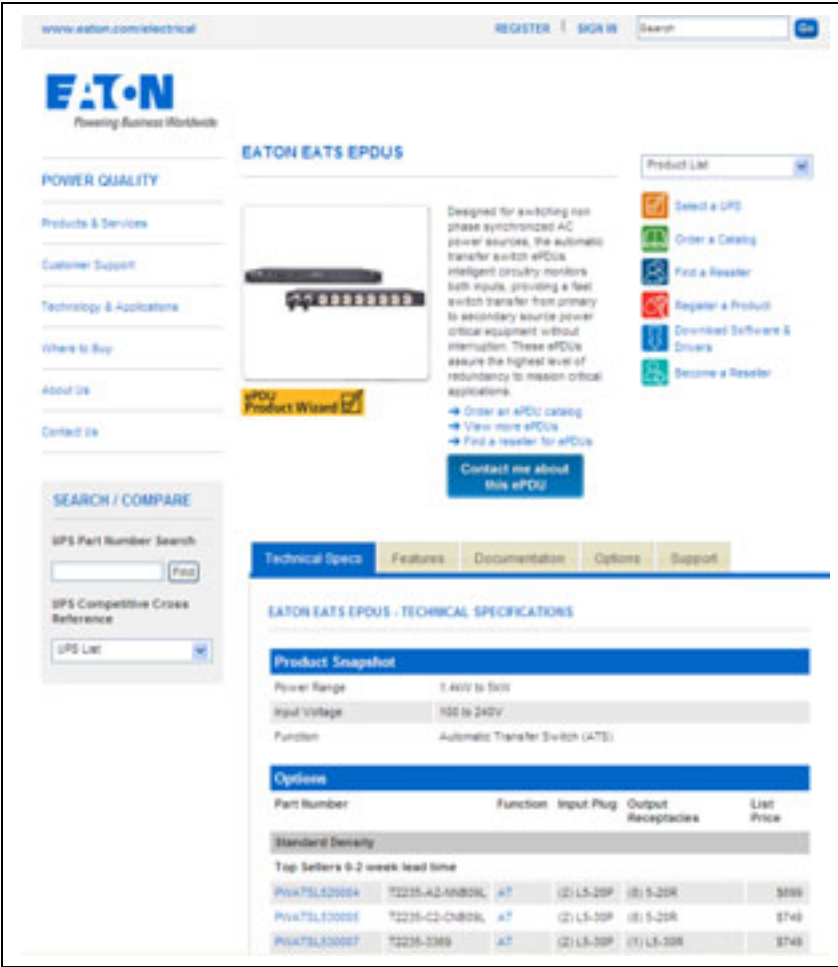 www.eaton.com/electrical
REGISTER | SIGN IN
Search
Go
EATON
Powering Business Worldwide
EATON EATS EPDUS
Product List
POWER QUALITY
Products & Services
Customer Support
Technology & Applications
Where to Buy
About Us
Contact Us
Designed for switching non
phase synchronized AC
power sources, the automatic
transfer switch ePDUs
intelligent circuitry monitors
both inputs, providing a fast
switch transfer from primary
to secondary source power
critical equipment without
interruption. These ePDUs
assure the highest level of
redundancy to mission critical
applications.
Order an ePDU catalog
View more ePDUs
Find a reseller for ePDUs
Contact me about
this ePDU
ePDU
Product Wizard
Select a UPS
Order a Catalog
Find a Reseller
Register a Product
Download Software &
Drivers
Become a Reseller
SEARCH / COMPARE
UPS Part Number Search
Find
UPS Competitive Cross
Reference
UPS List
Technical Specs
Features
Documentation
Options
Support
EATON EATS EPDUS - TECHNICAL SPECIFICATIONS
Product Snapshot
Power Range 1.4kW to 5kW
Input Voltage 100 to 240V
Function Automatic Transfer Switch (ATS)
Options
Part Number Function Input Plug Output Receptacles List Price
Standard Density
Top Sellers 0-2 week lead time
AT (2) L5-20P (8) 5-20R
AT (2) L5-30P (8) 5-20R $749
T2235-3369 AT (2) L5-30P (1) L5-30R $749